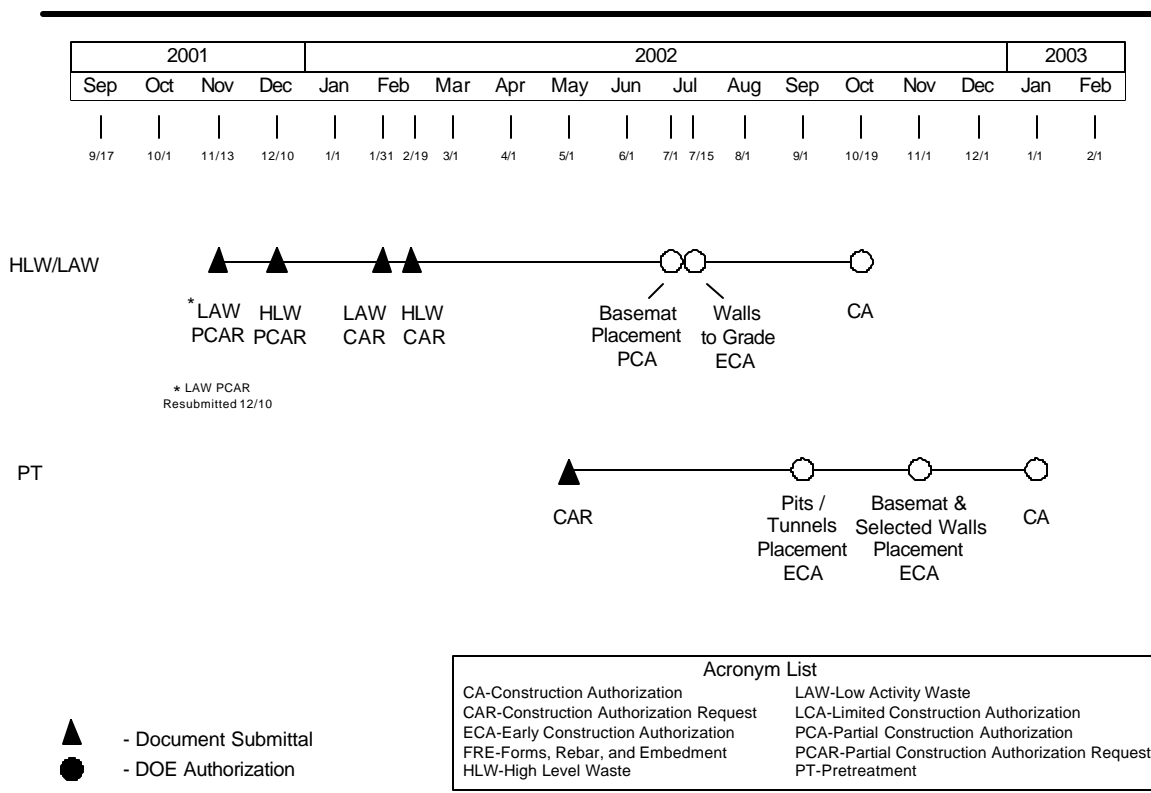 2001 2002 2003
Sep Oct Nov Dec Jan Feb Mar Apr May Jun Jul Aug Sep Oct Nov Dec Jan Feb
9/17 10/1 11/13 12/10 1/1 1/31 2/19 3/1 4/1 5/1 6/1 7/1 7/15 8/1 9/1 10/19 11/1 12/1 1/1 2/1
HLW/LAW
* LAW
PCAR
HLW
PCAR
LAW
CAR
HLW
CAR
Basemat
Placement
PCA
Walls
to Grade
ECA
CA
* LAW PCAR
Resubmitted 12/10
PT
CAR
Pits /
Tunnels
Placement
ECA
Basemat &
Selected Walls
Placement
ECA
CA
- Document Submittal
- DOE Authorization
Acronym List
CA-Construction Authorization
CAR-Construction Authorization Request
ECA-Early Construction Authorization
FRE-Forms, Rebar, and Embedment
HLW-High Level Waste
LAW-Low Activity Waste
LCA-Limited Construction Authorization
PCA-Partial Construction Authorization
PCAR-Partial Construction Authorization Request
PT-Pretreatment